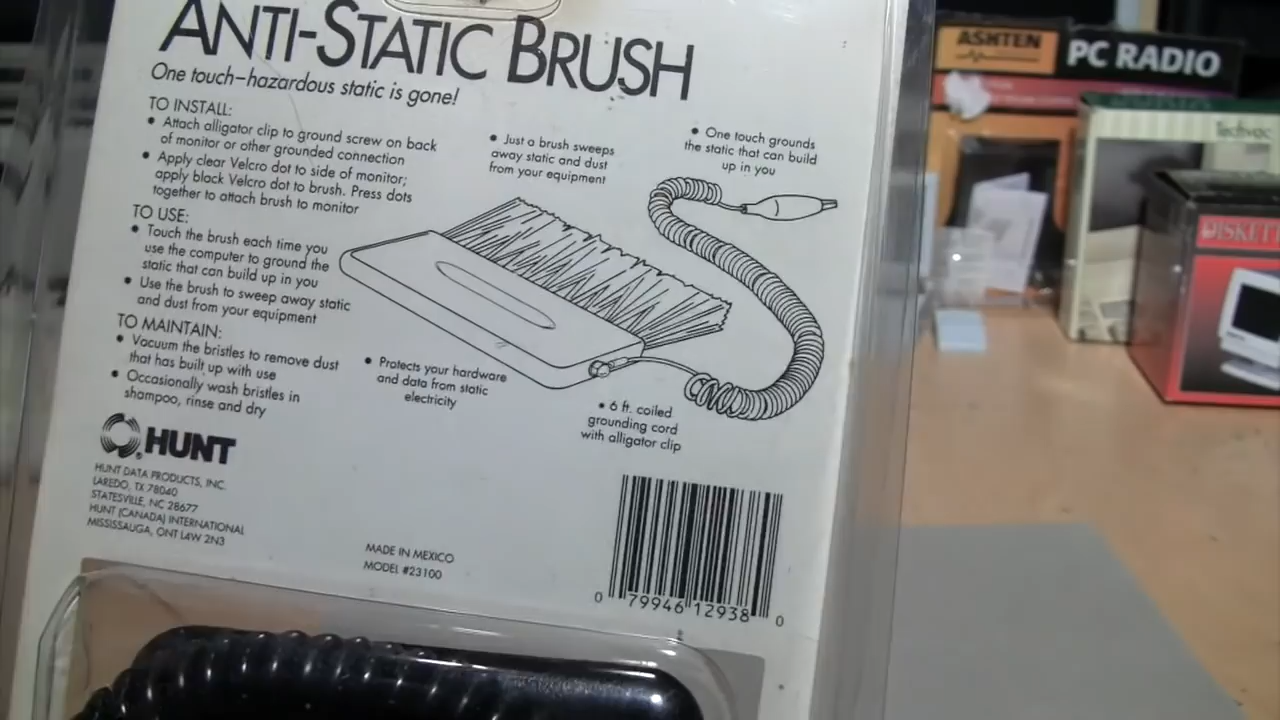 ANTI-STATIC BRUSH
One touch–hazardous static is gone!
TO INSTALL:
• Attach alligator clip to ground screw on back
of monitor or other grounded connection
• Apply clear Velcro dot to side of monitor;
apply black Velcro dot to brush. Press dots
together to attach brush to monitor
TO USE:
• Touch the brush each time you
use the computer to ground the
static that can build up in you
• Use the brush to sweep away static
and dust from your equipment
TO MAINTAIN:
• Vacuum the bristles to remove dust
that has built up with use
• Occasionally wash bristles in
shampoo, rinse and dry
• Just a brush sweeps
away static and dust
from your equipment
• One touch grounds
the static that can build
up in you
• Protects your hardware
and data from static
electricity
• 6 ft. coiled
grounding cord
with alligator clip
HUNT
HUNT DATA PRODUCTS, INC.
LAREDO, TX 78040
STATESVILLE, NC 28677
HUNT (CANADA) INTERNATIONAL
MISSISSAUGA, ONT L4W 2N3
MADE IN MEXICO
MODEL #23100
0 79946 12938 0
ASHTEN
PC RADIO